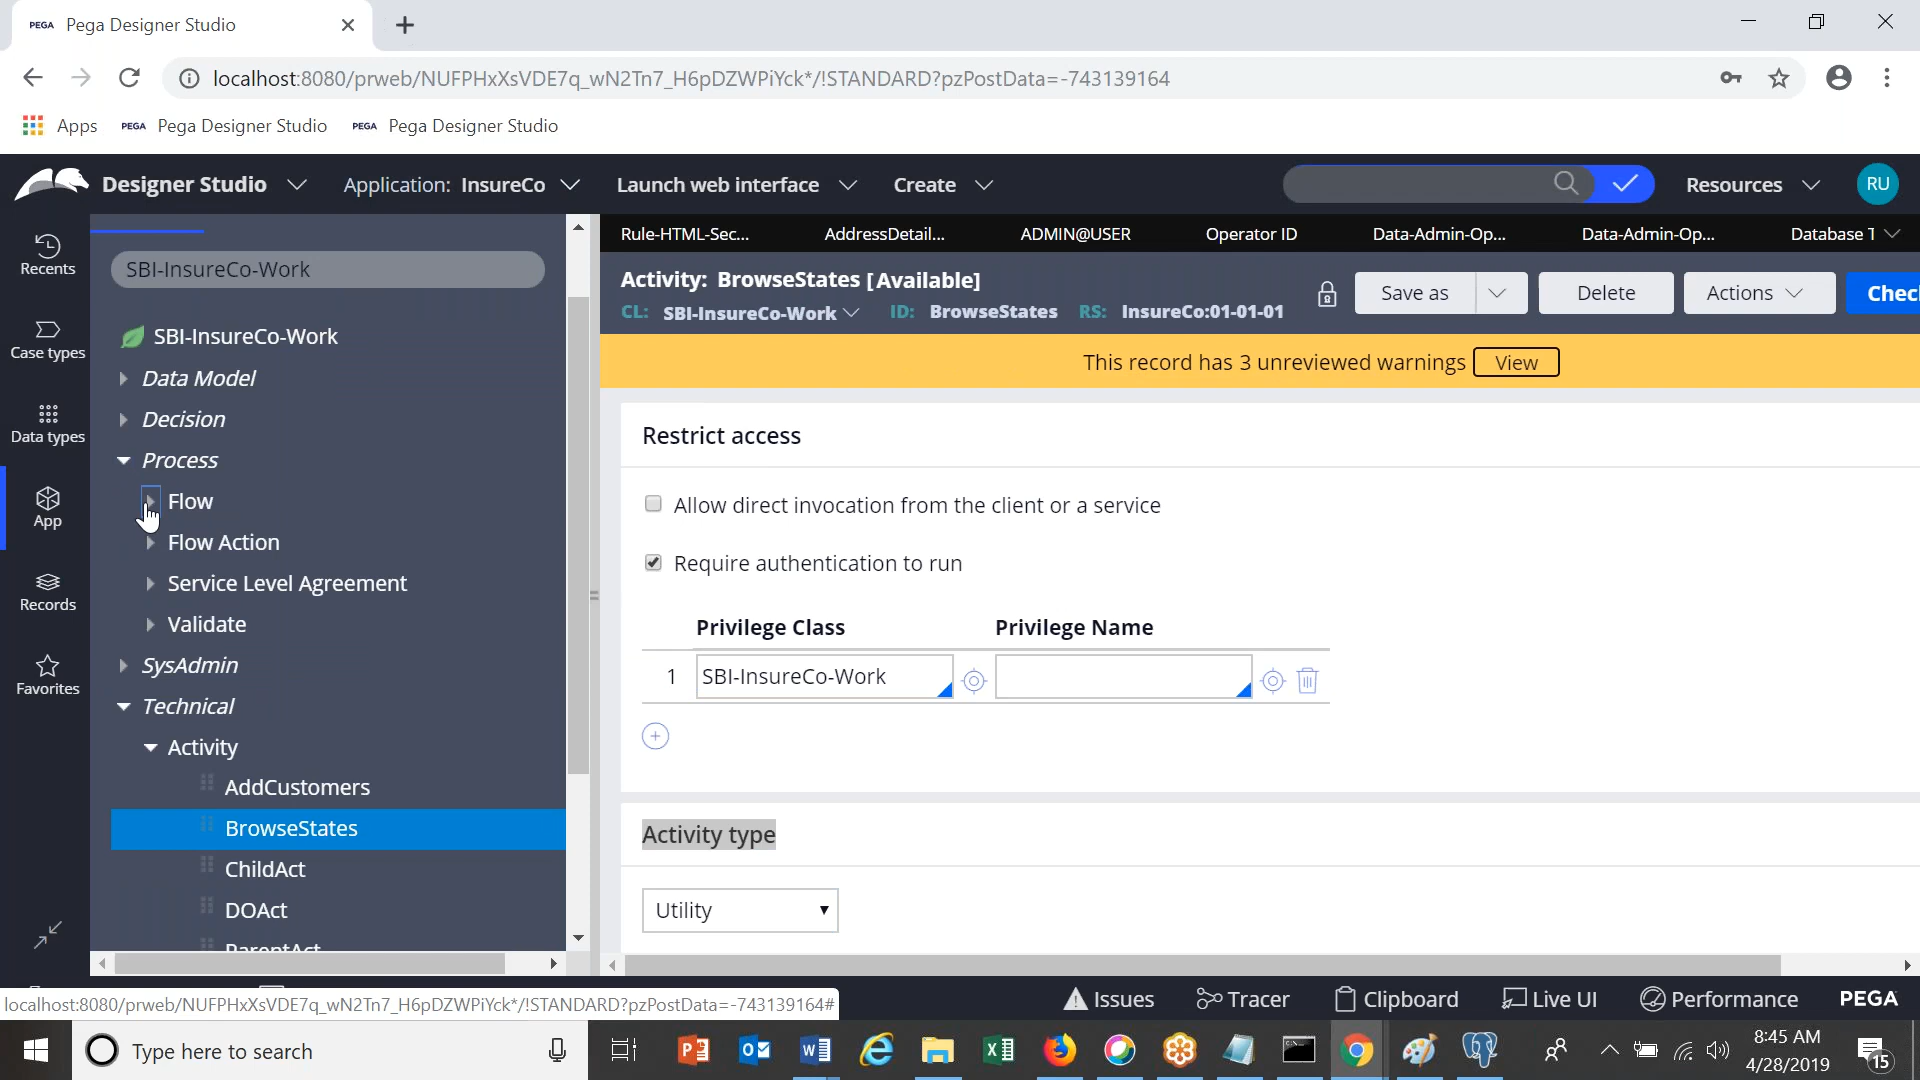 PEGA Pega Designer Studio
localhost:8080/prweb/NUFPHxXsVDE7q_wN2Tn7_H6pDZWPiYck*/!STANDARD?pzPostData=-743139164
Apps PEGA Pega Designer Studio PEGA Pega Designer Studio
Designer Studio Application: InsureCo Launch web interface Create Resources RU
Rule-HTML-Sec... AddressDetail... ADMIN@USER Operator ID Data-Admin-Op... Data-Admin-Op... Database T
Recents
Case types
Data types
App
Records
Favorites
SBI-InsureCo-Work
SBI-InsureCo-Work
Data Model
Decision
Process
Flow
Flow Action
Service Level Agreement
Validate
SysAdmin
Technical
Activity
AddCustomers
BrowseStates
ChildAct
DOAct
ParentAct
Activity: BrowseStates [Available]
CL: SBI-InsureCo-Work ID: BrowseStates RS: InsureCo:01-01-01
Save as Delete Actions Checl
This record has 3 unreviewed warnings View
Restrict access
Allow direct invocation from the client or a service
Require authentication to run
Privilege Class Privilege Name
1 SBI-InsureCo-Work
Activity type
Utility
localhost:8080/prweb/NUFPHxXsVDE7q_wN2Tn7_H6pDZWPiYck*/!STANDARD?pzPostData=-743139164#
Issues Tracer Clipboard Live UI Performance PEGA
Type here to search
8:45 AM
4/28/2019
15